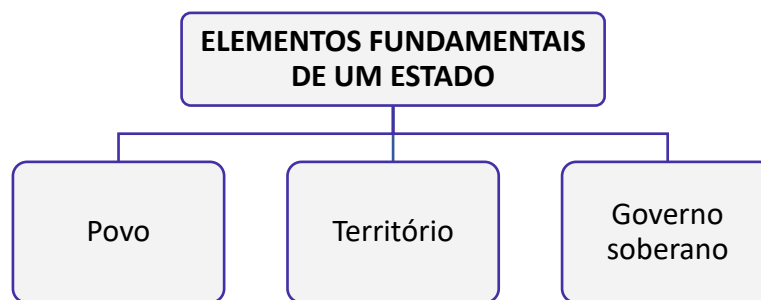 ELEMENTOS FUNDAMENTAIS
DE UM ESTADO
Povo
Território
Governo
soberano